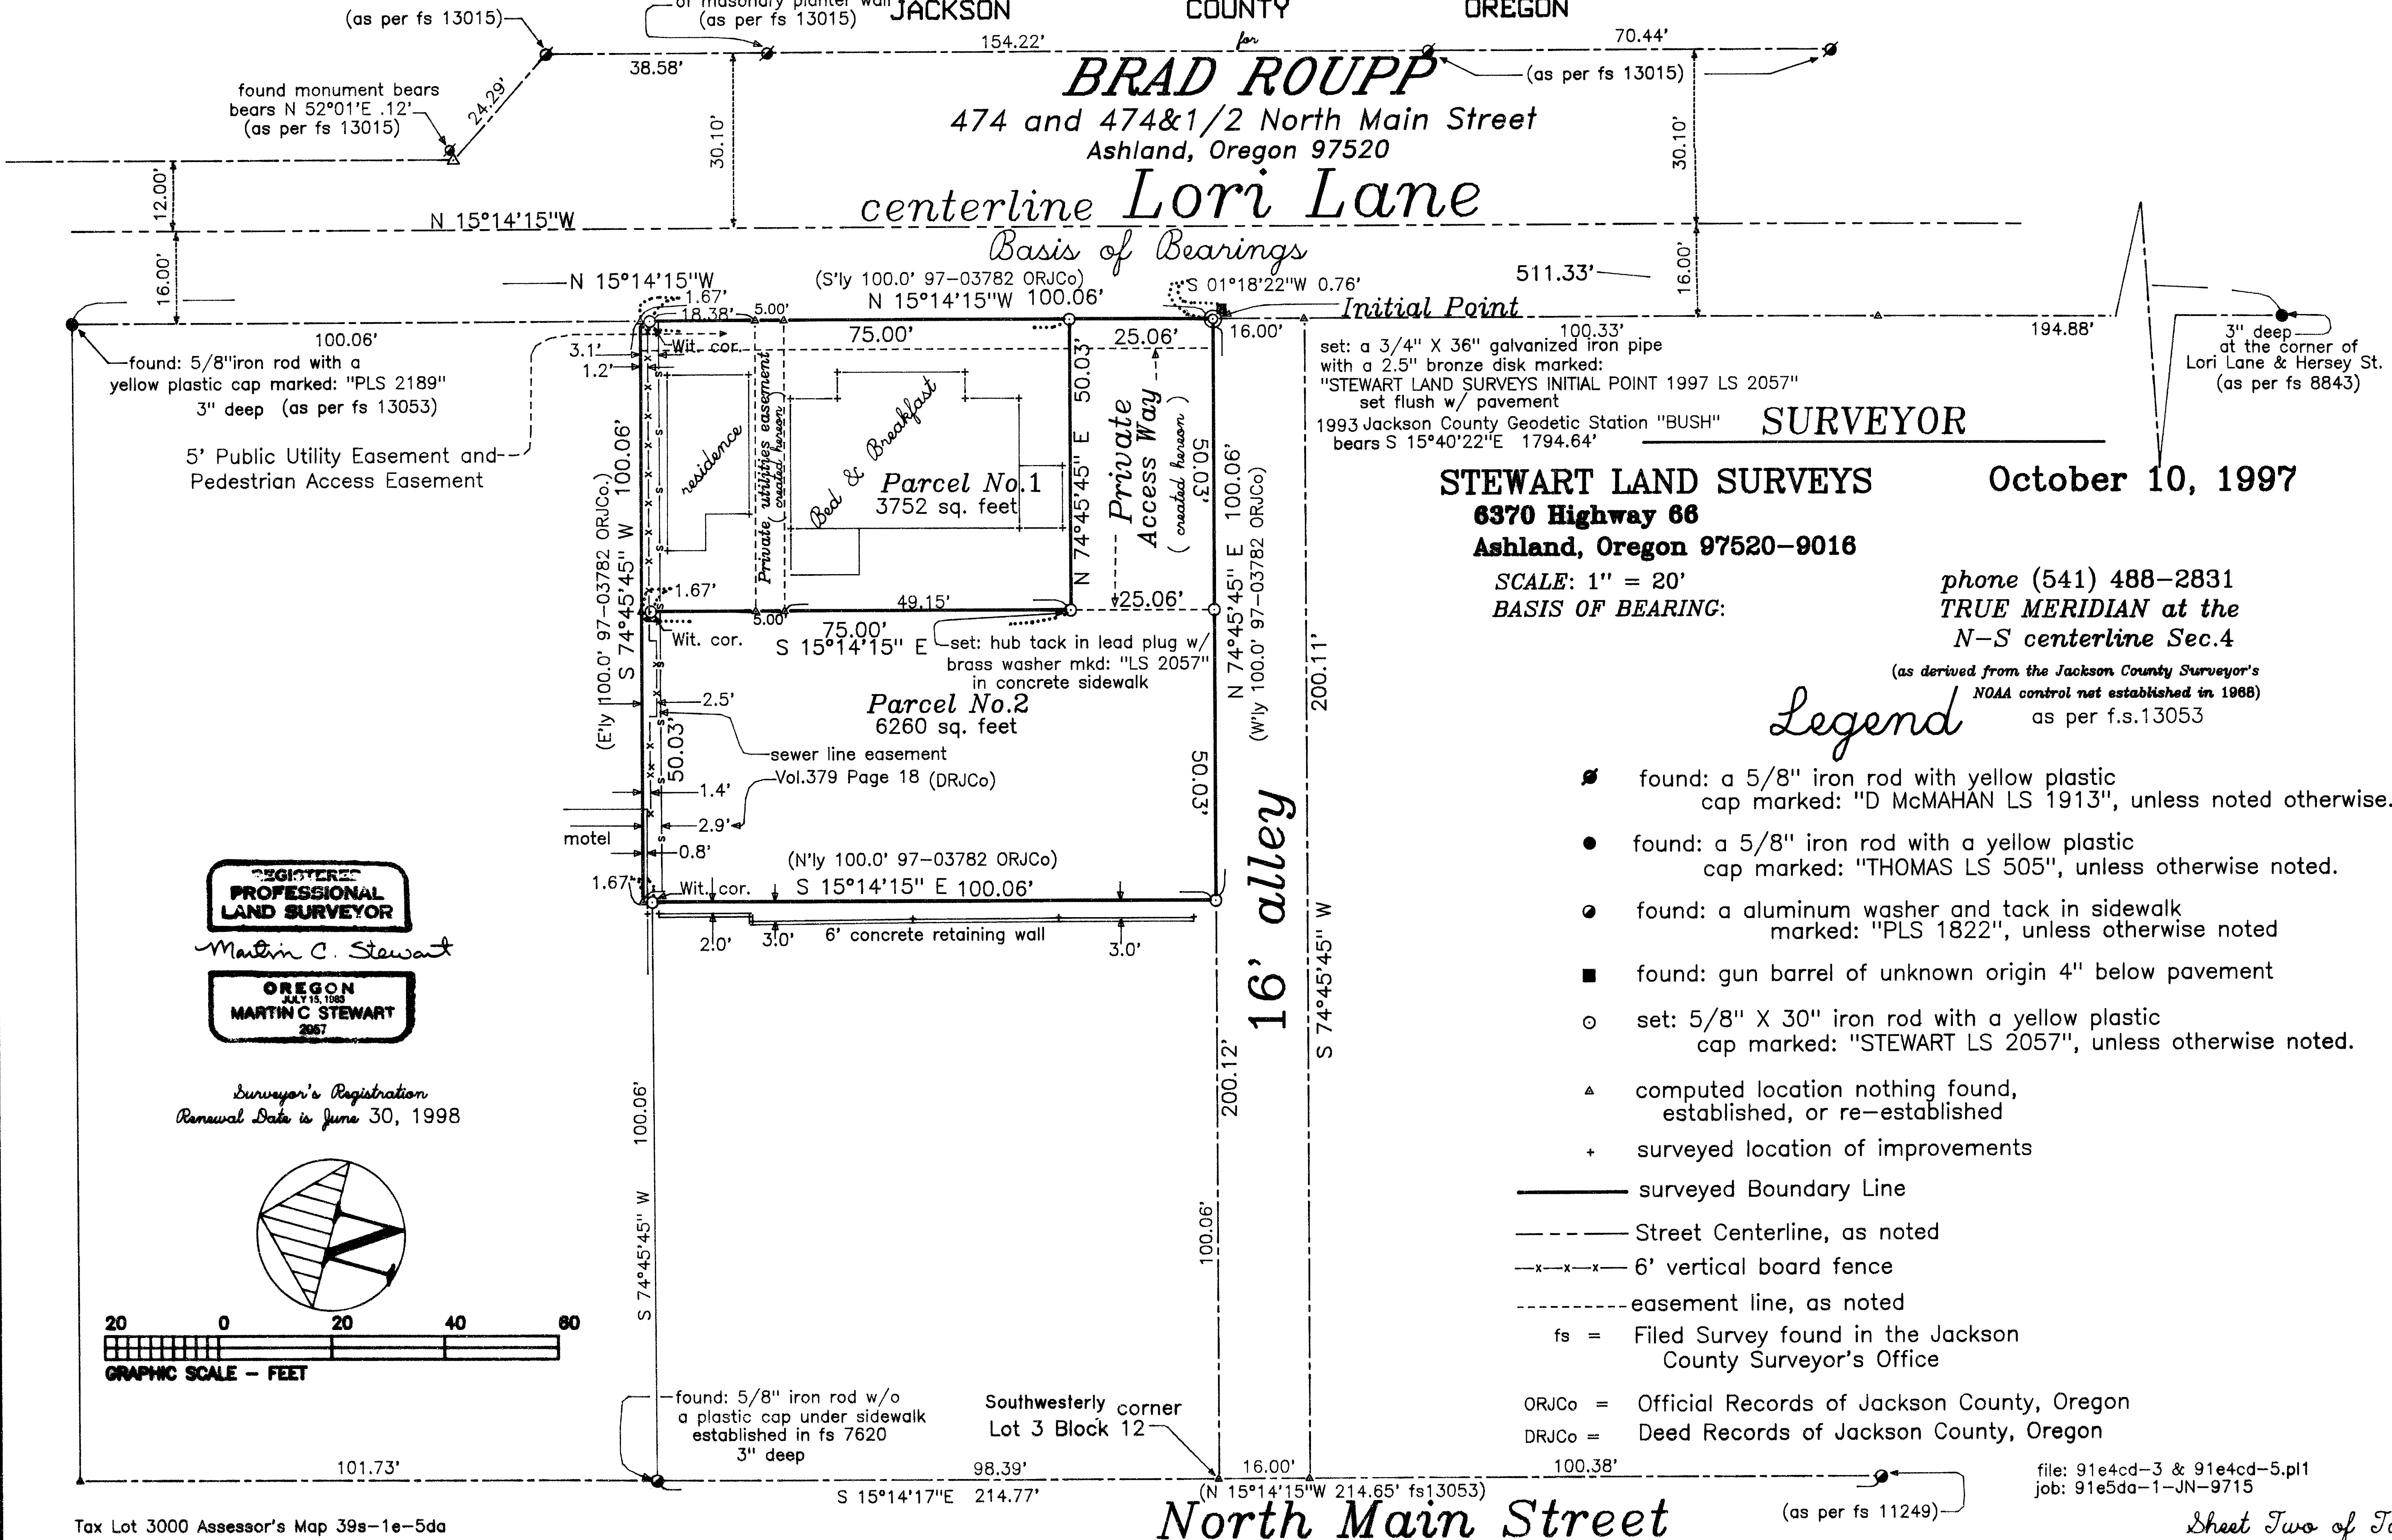 (as per fs 13015)
of masonary planter wall
(as per fs 13015)
JACKSON COUNTY OREGON
for
BRAD ROUPP
474 and 474&1/2 North Main Street
Ashland, Oregon 97520
154.22'
70.44'
38.58'
(as per fs 13015)
found monument bears
bears N 52°01'E .12'
(as per fs 13015)
24.29'
30.10'
30.10'
12.00'
centerline Lori Lane
N 15°14'15"W
Basis of Bearings
16.00'
16.00'
N 15°14'15"W
(S'ly 100.0' 97-03782 ORJCo)
N 15°14'15"W 100.06'
S 01°18'22"W 0.76'
511.33'
Initial Point
1.67'
18.38'
5.00'
100.06'
75.00'
25.06'
16.00'
100.33'
194.88'
found: 5/8"iron rod with a
yellow plastic cap marked: "PLS 2189"
3" deep (as per fs 13053)
3.1'
1.2'
Wit. cor.
set: a 3/4" X 36" galvanized iron pipe
with a 2.5" bronze disk marked:
"STEWART LAND SURVEYS INITIAL POINT 1997 LS 2057"
set flush w/ pavement
1993 Jackson County Geodetic Station "BUSH"
bears S 15°40'22"E 1794.64'
3" deep
at the corner of
Lori Lane & Hersey St.
(as per fs 8843)
5' Public Utility Easement and
Pedestrian Access Easement
residence
Private utilities easement
( created hereon )
Bed & Breakfast
Parcel No.1
3752 sq. feet
N 74°45'45" E 50.03'
Private
Access Way
( created hereon )
50.03'
N 74°45'45" E 100.06'
(W'ly 100.0' 97-03782 ORJCo)
(E'ly 100.0' 97-03782 ORJCo.)
S 74°45'45" W 100.06'
SURVEYOR
STEWART LAND SURVEYS
October 10, 1997
6370 Highway 66
Ashland, Oregon 97520-9016
SCALE: 1" = 20'
phone (541) 488-2831
BASIS OF BEARING:
TRUE MERIDIAN at the
N-S centerline Sec.4
(as derived from the Jackson County Surveyor's
NOAA control net established in 1968)
as per f.s.13053
1.67'
49.15'
25.06'
5.00'
75.00'
S 15°14'15" E
Wit. cor.
set: hub tack in lead plug w/
brass washer mkd: "LS 2057"
in concrete sidewalk
Parcel No.2
6260 sq. feet
2.5'
50.03'
sewer line easement
Vol.379 Page 18 (DRJCo)
1.4'
2.9'
motel
0.8'
50.03'
200.11'
16' alley
S 74°45'45" W
(N'ly 100.0' 97-03782 ORJCo)
1.67'
Wit. cor.
S 15°14'15" E 100.06'
2.0'
3.0'
6' concrete retaining wall
3.0'
Legend
found: a 5/8" iron rod with yellow plastic
cap marked: "D McMAHAN LS 1913", unless noted otherwise.
found: a 5/8" iron rod with a yellow plastic
cap marked: "THOMAS LS 505", unless otherwise noted.
found: a aluminum washer and tack in sidewalk
marked: "PLS 1822", unless otherwise noted
found: gun barrel of unknown origin 4" below pavement
set: 5/8" X 30" iron rod with a yellow plastic
cap marked: "STEWART LS 2057", unless otherwise noted.
computed location nothing found,
established, or re-established
surveyed location of improvements
surveyed Boundary Line
Street Centerline, as noted
6' vertical board fence
easement line, as noted
fs = Filed Survey found in the Jackson
County Surveyor's Office
ORJCo = Official Records of Jackson County, Oregon
DRJCo = Deed Records of Jackson County, Oregon
REGISTERED
PROFESSIONAL
LAND SURVEYOR
Martin C. Stewart
OREGON
JULY 15, 1983
MARTIN C STEWART
2057
Surveyor's Registration
Renewal Date is June 30, 1998
N
20 0 20 40 60
GRAPHIC SCALE - FEET
100.06'
S 74°45'45" W
200.12'
100.06'
found: 5/8" iron rod w/o
a plastic cap under sidewalk
established in fs 7620
3" deep
Southwesterly corner
Lot 3 Block 12
101.73'
98.39'
16.00'
100.38'
S 15°14'17"E 214.77'
(N 15°14'15"W 214.65' fs13053)
North Main Street
(as per fs 11249)
file: 91e4cd-3 & 91e4cd-5.pl1
job: 91e5da-1-JN-9715
Tax Lot 3000 Assessor's Map 39s-1e-5da
Sheet Two of